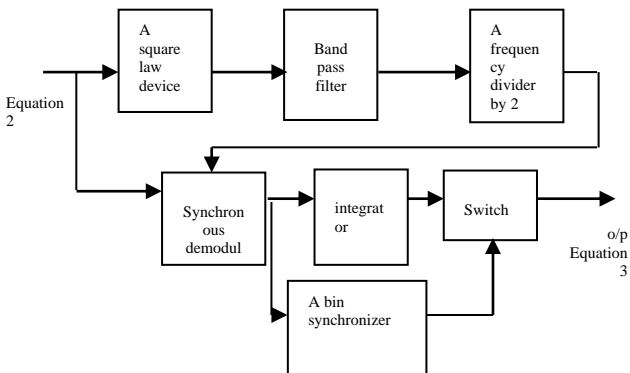 A
square
law
device
Band
pass
filter
A
frequen
cy
divider
by 2
Equation
2
Synchron
ous
demodul
integrat
or
Switch
o/p
Equation
3
A bin
synchronizer